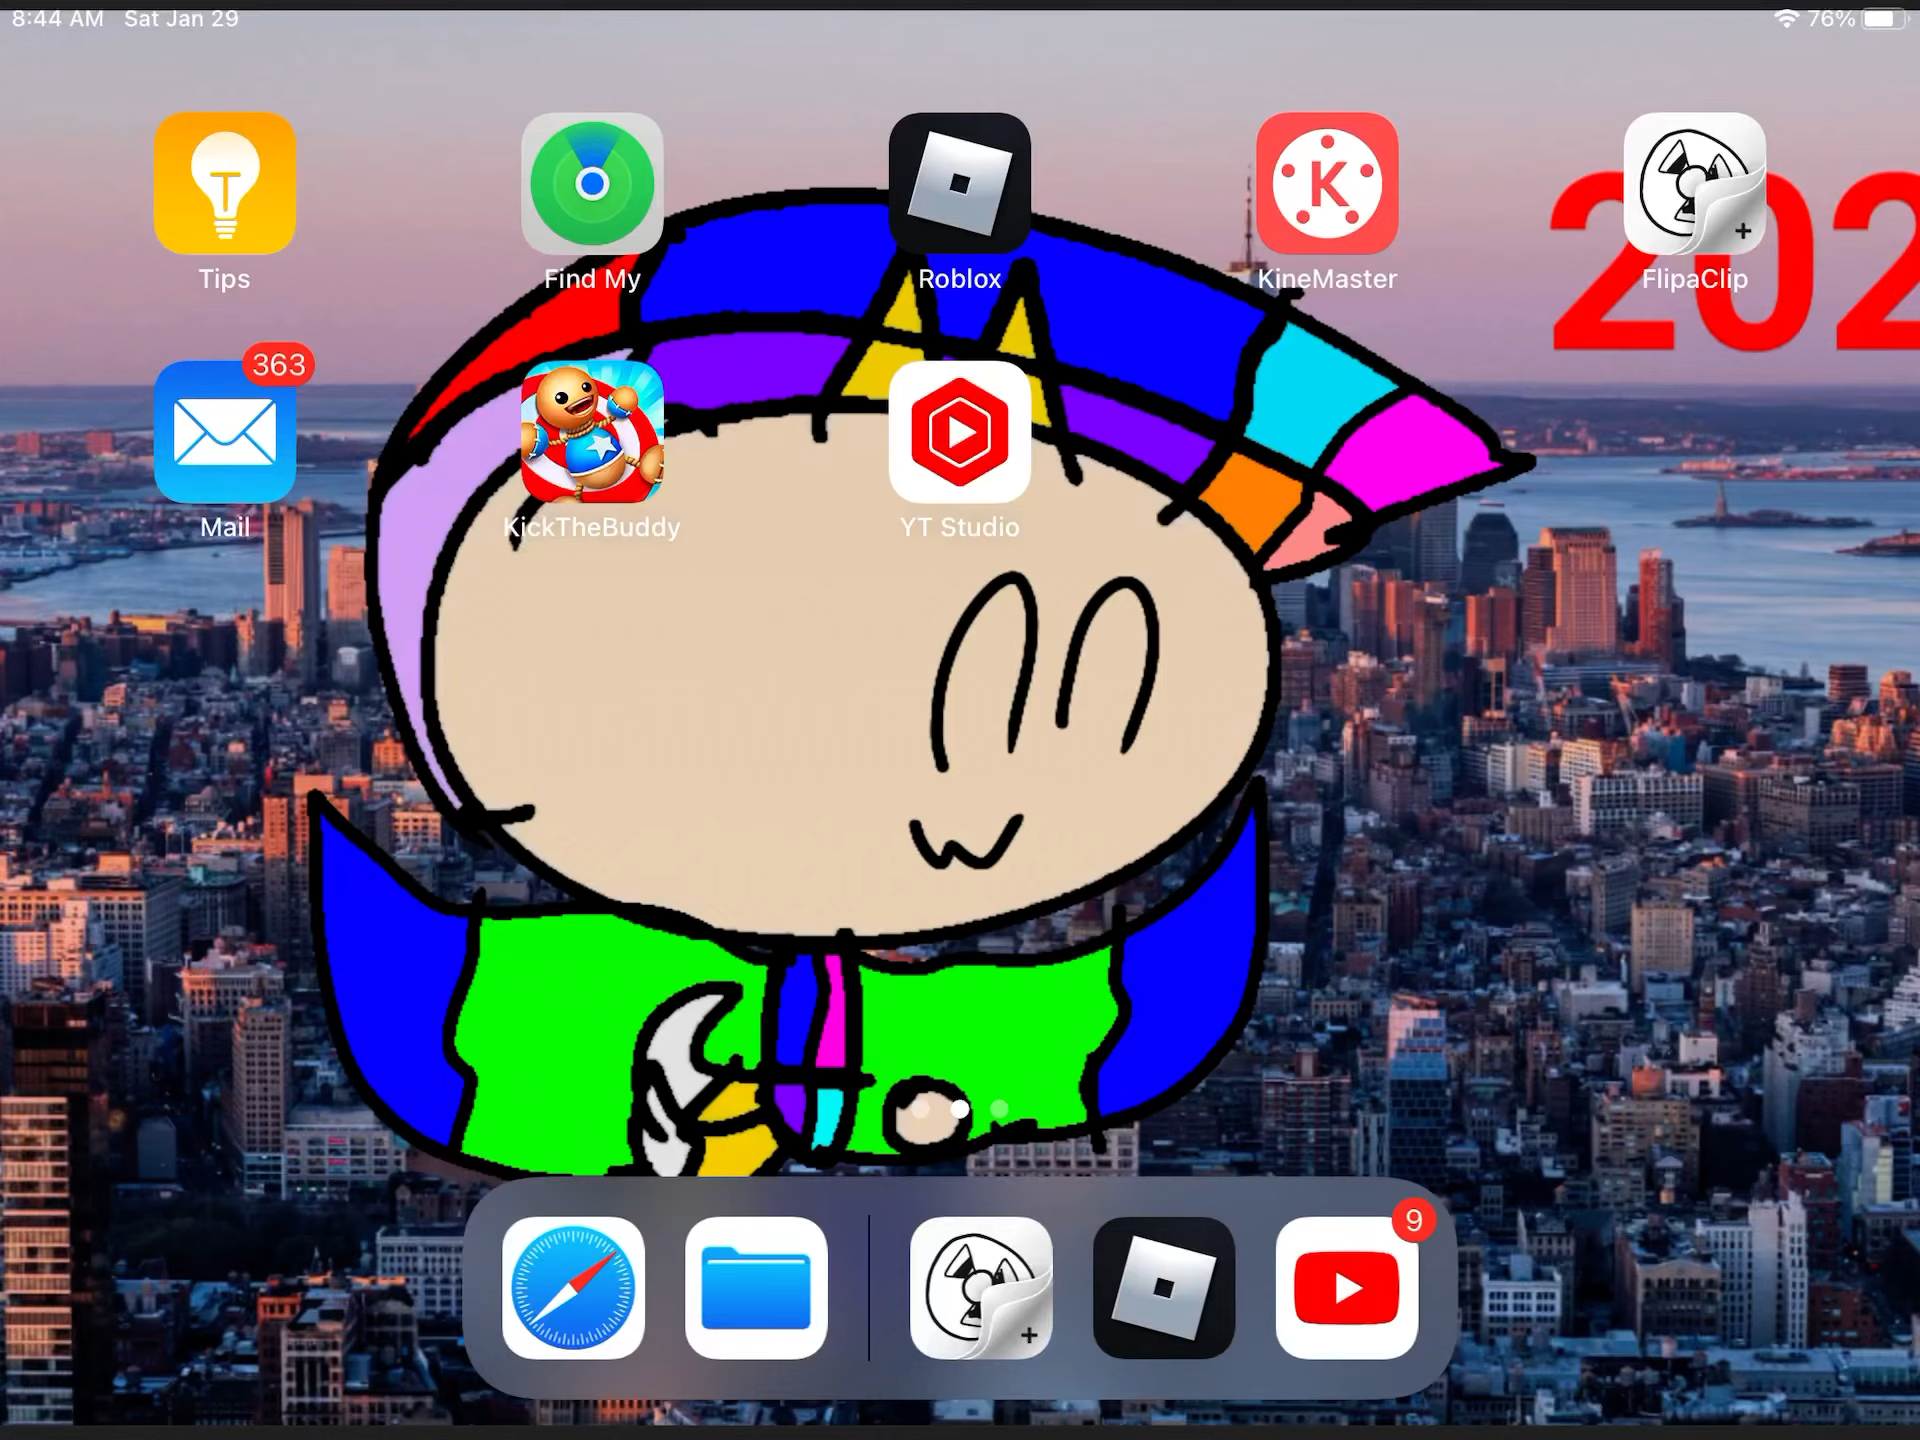 8:44 AM Sat Jan 29
76%
202
Tips
Find My
Roblox
KineMaster
FlipaClip
363
Mail
KickTheBuddy
YT Studio
9